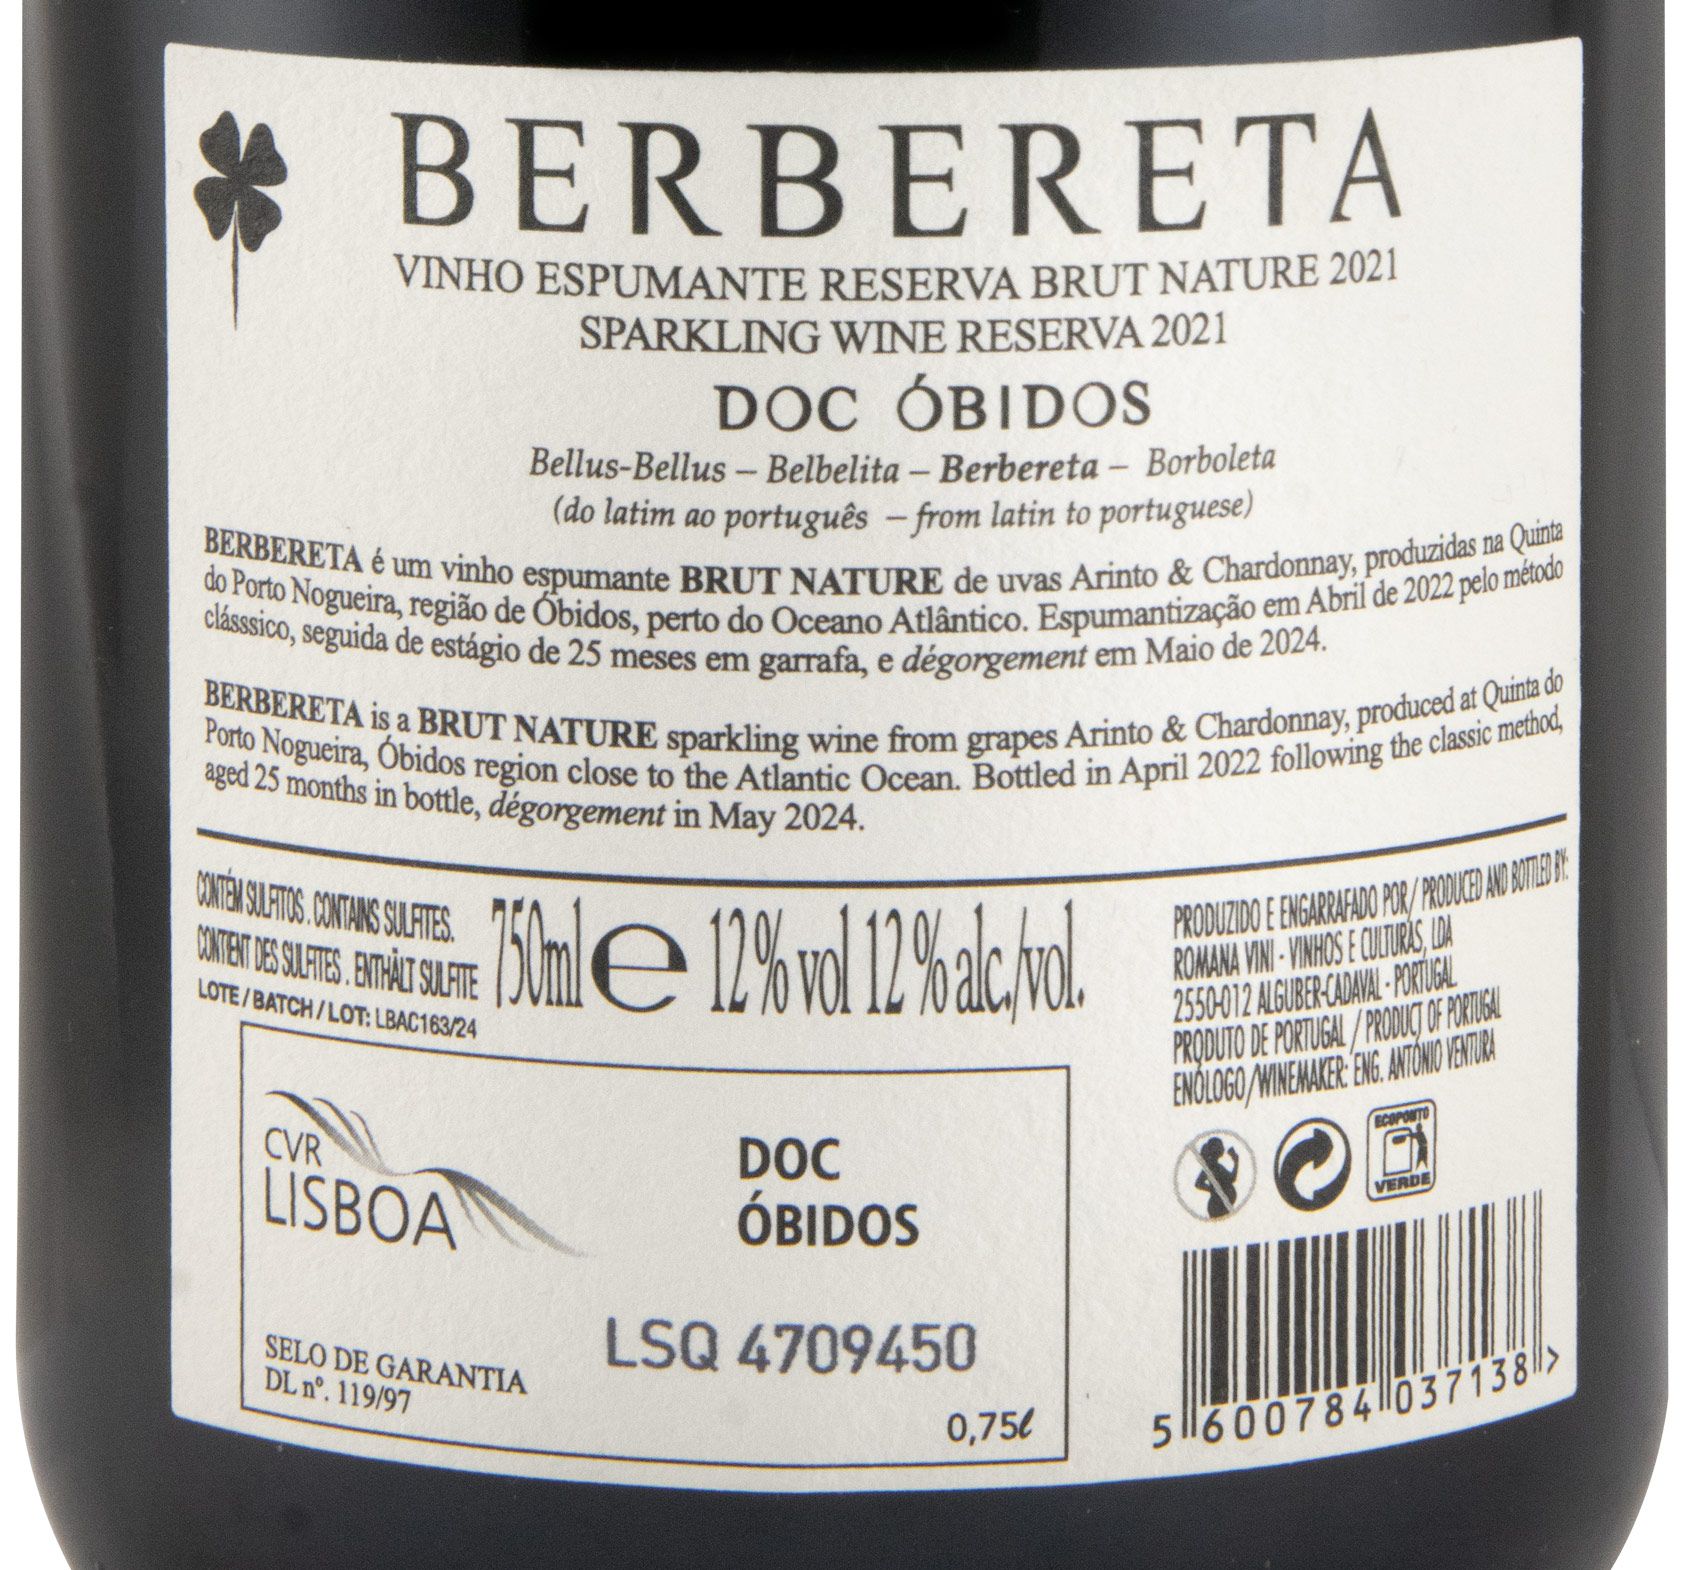 BERBERETA
VINHO ESPUMANTE RESERVA BRUT NATURE 2021
SPARKLING WINE RESERVA 2021
DOC ÓBIDOS
Bellus-Bellus – Belbelita – Berbereta – Borboleta
(do latim ao português – from latin to portuguese)
BERBERETA é um vinho espumante BRUT NATURE de uvas Arinto & Chardonnay, produzidas na Quinta
do Porto Nogueira, região de Óbidos, perto do Oceano Atlântico. Espumantização em Abril de 2022 pelo método
clásssico, seguida de estágio de 25 meses em garrafa, e dégorgement em Maio de 2024.
BERBERETA is a BRUT NATURE sparkling wine from grapes Arinto & Chardonnay, produced at Quinta do
Porto Nogueira, Óbidos region close to the Atlantic Ocean. Bottled in April 2022 following the classic method,
aged 25 months in bottle, dégorgement in May 2024.
CONTÉM SULFITOS . CONTAINS SULFITES.
CONTIENT DES SULFITES . ENTHÄLT SULFITE
LOTE / BATCH / LOT: LBAC163/24
750ml e 12 % vol 12 % alc./vol.
PRODUZIDO E ENGARRAFADO POR/ PRODUCED AND BOTTLED BY:
ROMANA VINI - VINHOS E CULTURAS, LDA
2550-012 ALGUBER-CADAVAL - PORTUGAL
PRODUTO DE PORTUGAL / PRODUCT OF PORTUGAL
ENÓLOGO/WINEMAKER: ENG. ANTÓNIO VENTURA
CVR
LISBOA
DOC
ÓBIDOS
LSQ 4709450
SELO DE GARANTIA
DL nº. 119/97
0,75ℓ
ECOPONTO
VERDE
5 600784 037138 >